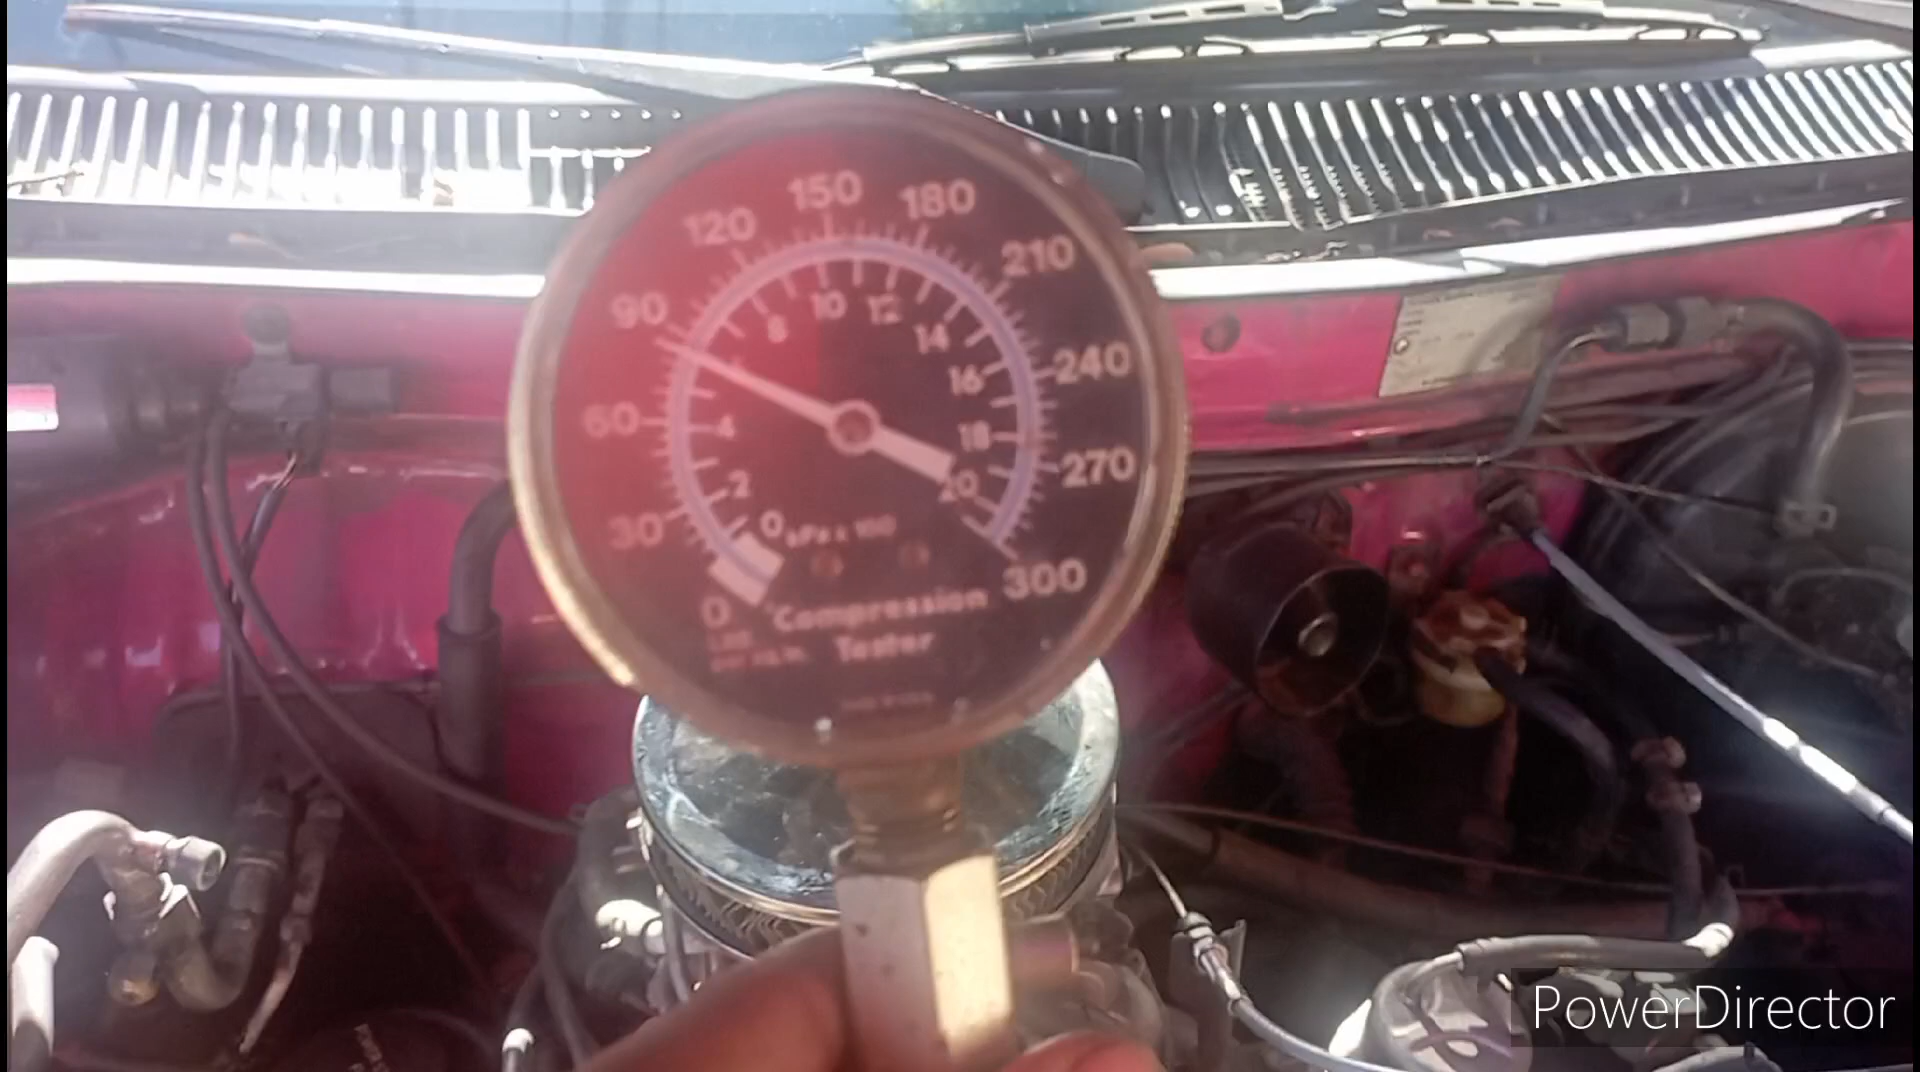 150
120 180
90 210
10 12
8 14
16 240
60 4 18
2 20 270
30 0 kPa x 100
0 Compression 300
Tester
PowerDirector